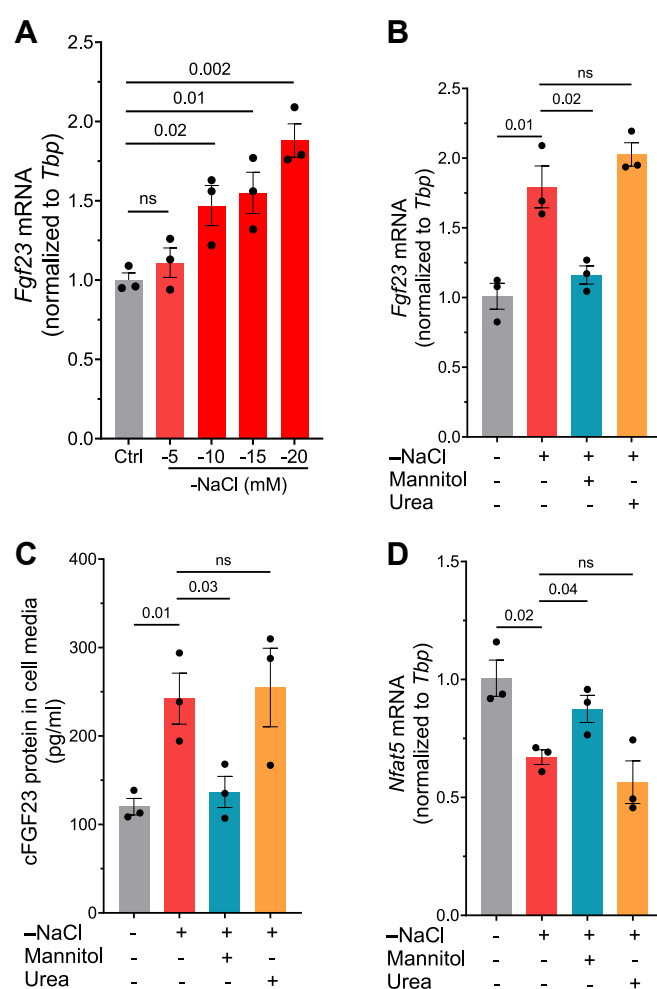 A
Fgf23 mRNA
(normalized to Tbp)
2.5
2.0
1.5
1.0
0.5
0.0
0.002
0.01
0.02
ns
Ctrl -5 -10 -15 -20
-NaCl (mM)
B
Fgf23 mRNA
(normalized to Tbp)
2.5
2.0
1.5
1.0
0.5
0.0
ns
0.02
0.01
–NaCl - + + +
Mannitol - - + -
Urea - - - +
C
cFGF23 protein in cell media
(pg/ml)
400
300
200
100
0
ns
0.03
0.01
–NaCl - + + +
Mannitol - - + -
Urea - - - +
D
Nfat5 mRNA
(normalized to Tbp)
1.5
1.0
0.5
0.0
ns
0.04
0.02
–NaCl - + + +
Mannitol - - + -
Urea - - - +